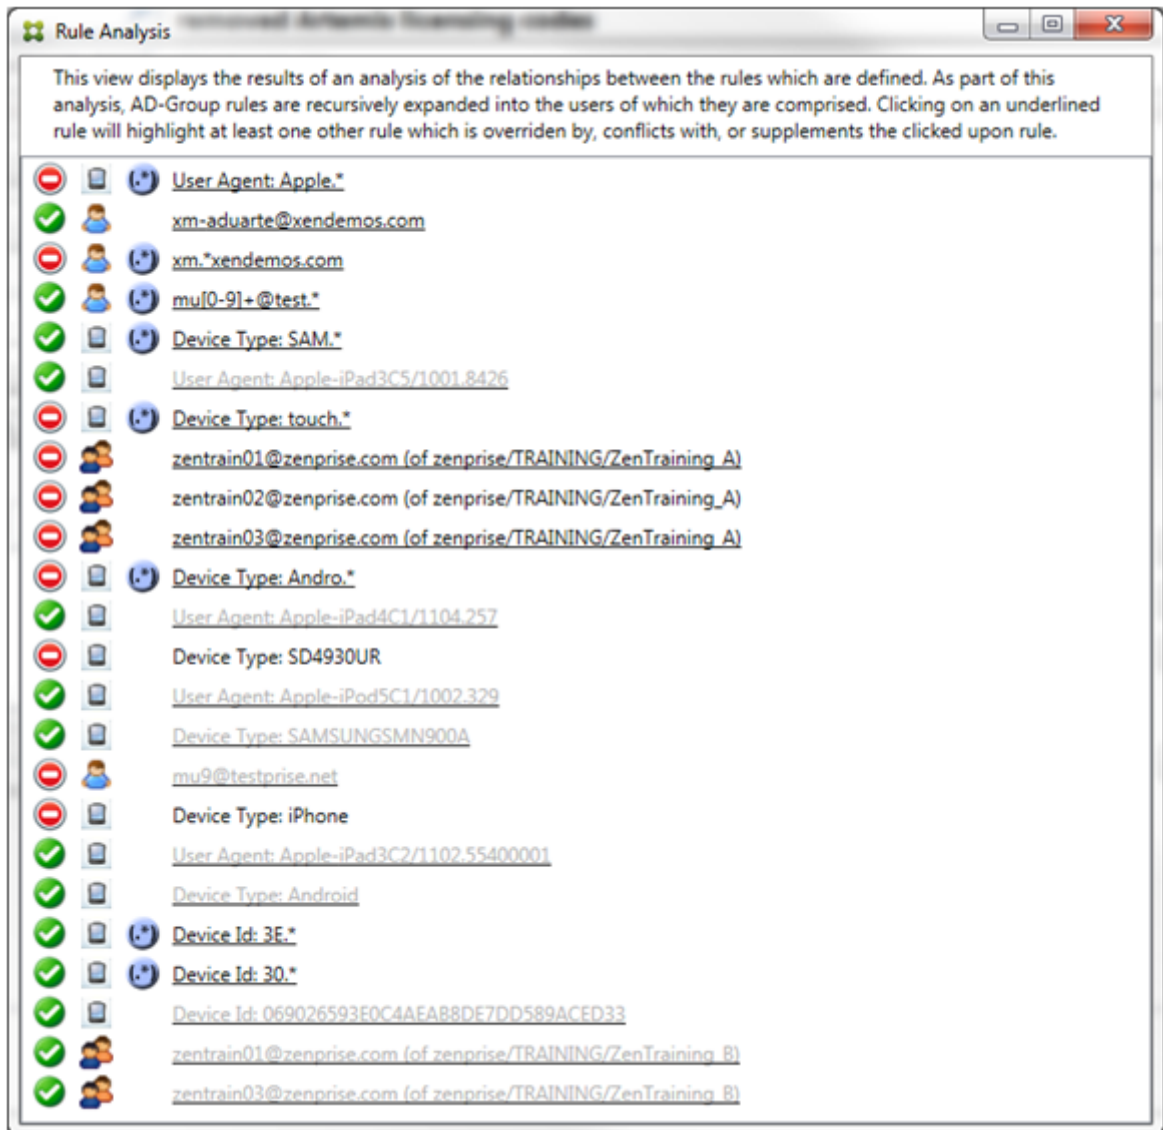 removed Artemis licensing codes
Rule Analysis
This view displays the results of an analysis of the relationships between the rules which are defined. As part of this
analysis, AD-Group rules are recursively expanded into the users of which they are comprised. Clicking on an underlined
rule will highlight at least one other rule which is overriden by, conflicts with, or supplements the clicked upon rule.
(.*) User Agent: Apple.*
xm-aduarte@xendemos.com
(.*) xm.*xendemos.com
(.*) mu[0-9]+@test.*
(.*) Device Type: SAM.*
User Agent: Apple-iPad3C5/1001.8426
(.*) Device Type: touch.*
zentrain01@zenprise.com (of zenprise/TRAINING/ZenTraining_A)
zentrain02@zenprise.com (of zenprise/TRAINING/ZenTraining_A)
zentrain03@zenprise.com (of zenprise/TRAINING/ZenTraining_A)
(.*) Device Type: Andro.*
User Agent: Apple-iPad4C1/1104.257
Device Type: SD4930UR
User Agent: Apple-iPod5C1/1002.329
Device Type: SAMSUNGSMN900A
mu9@testprise.net
Device Type: iPhone
User Agent: Apple-iPad3C2/1102.55400001
Device Type: Android
(.*) Device Id: 3E.*
(.*) Device Id: 30.*
Device Id: 069026593E0C4AEAB8DE7DD589ACED33
zentrain01@zenprise.com (of zenprise/TRAINING/ZenTraining_B)
zentrain03@zenprise.com (of zenprise/TRAINING/ZenTraining_B)